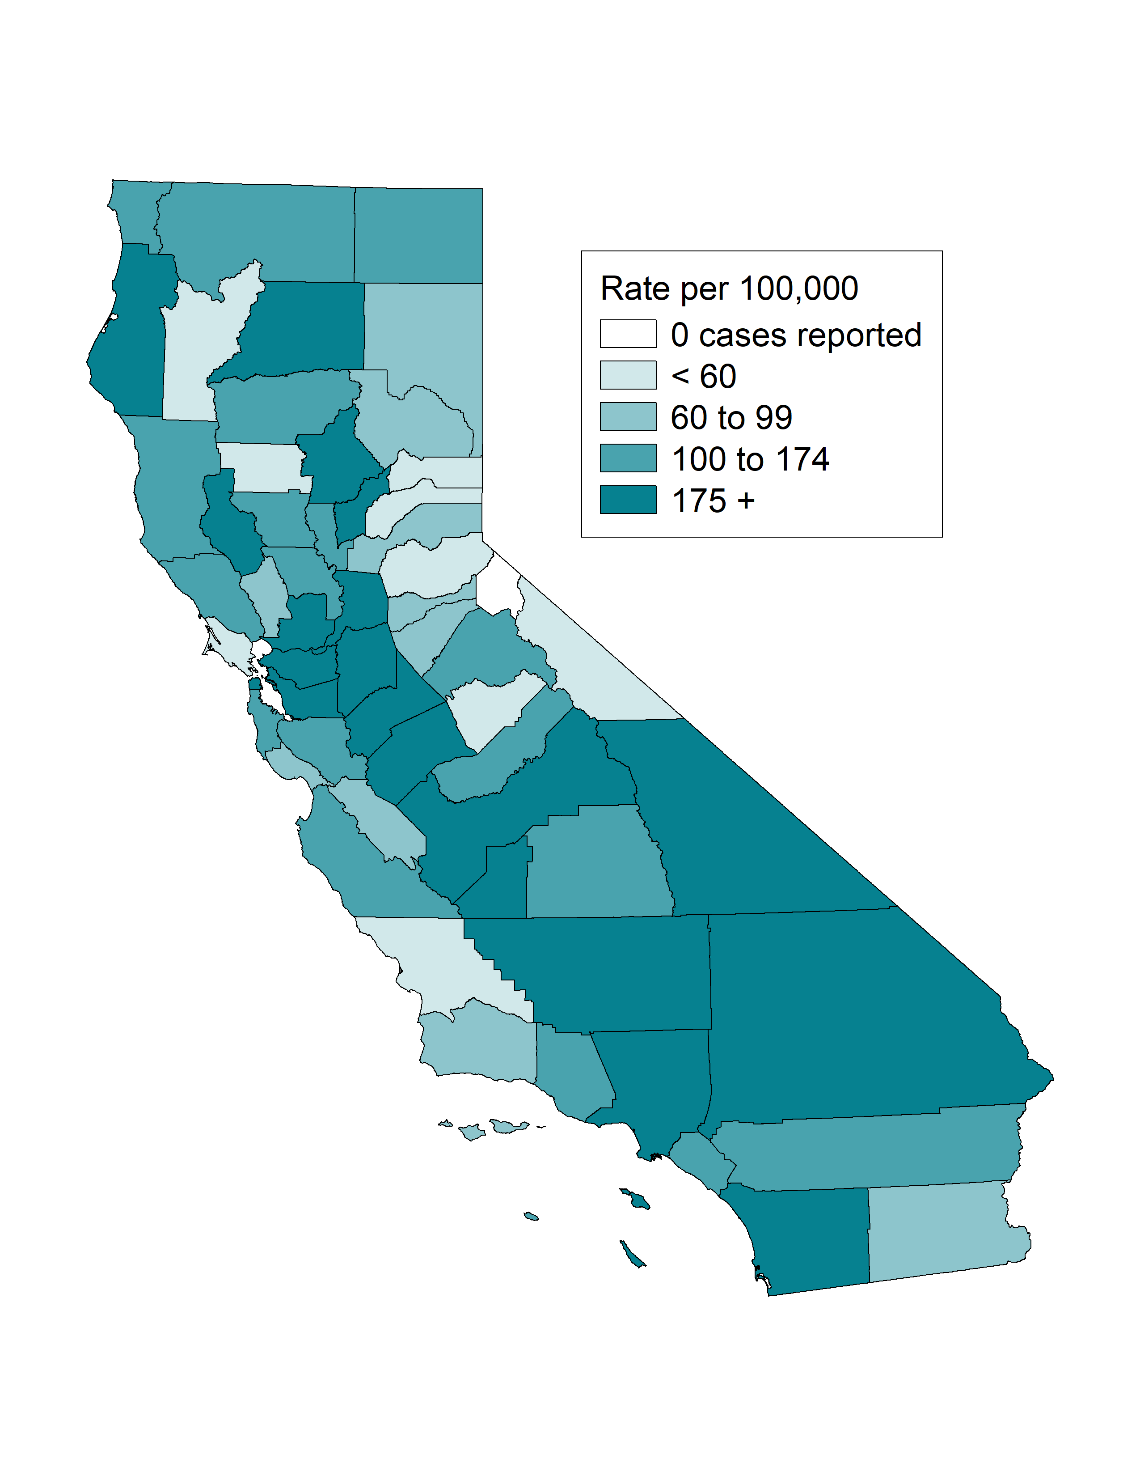 Rate per 100,000
0 cases reported
< 60
60 to 99
100 to 174
175 +